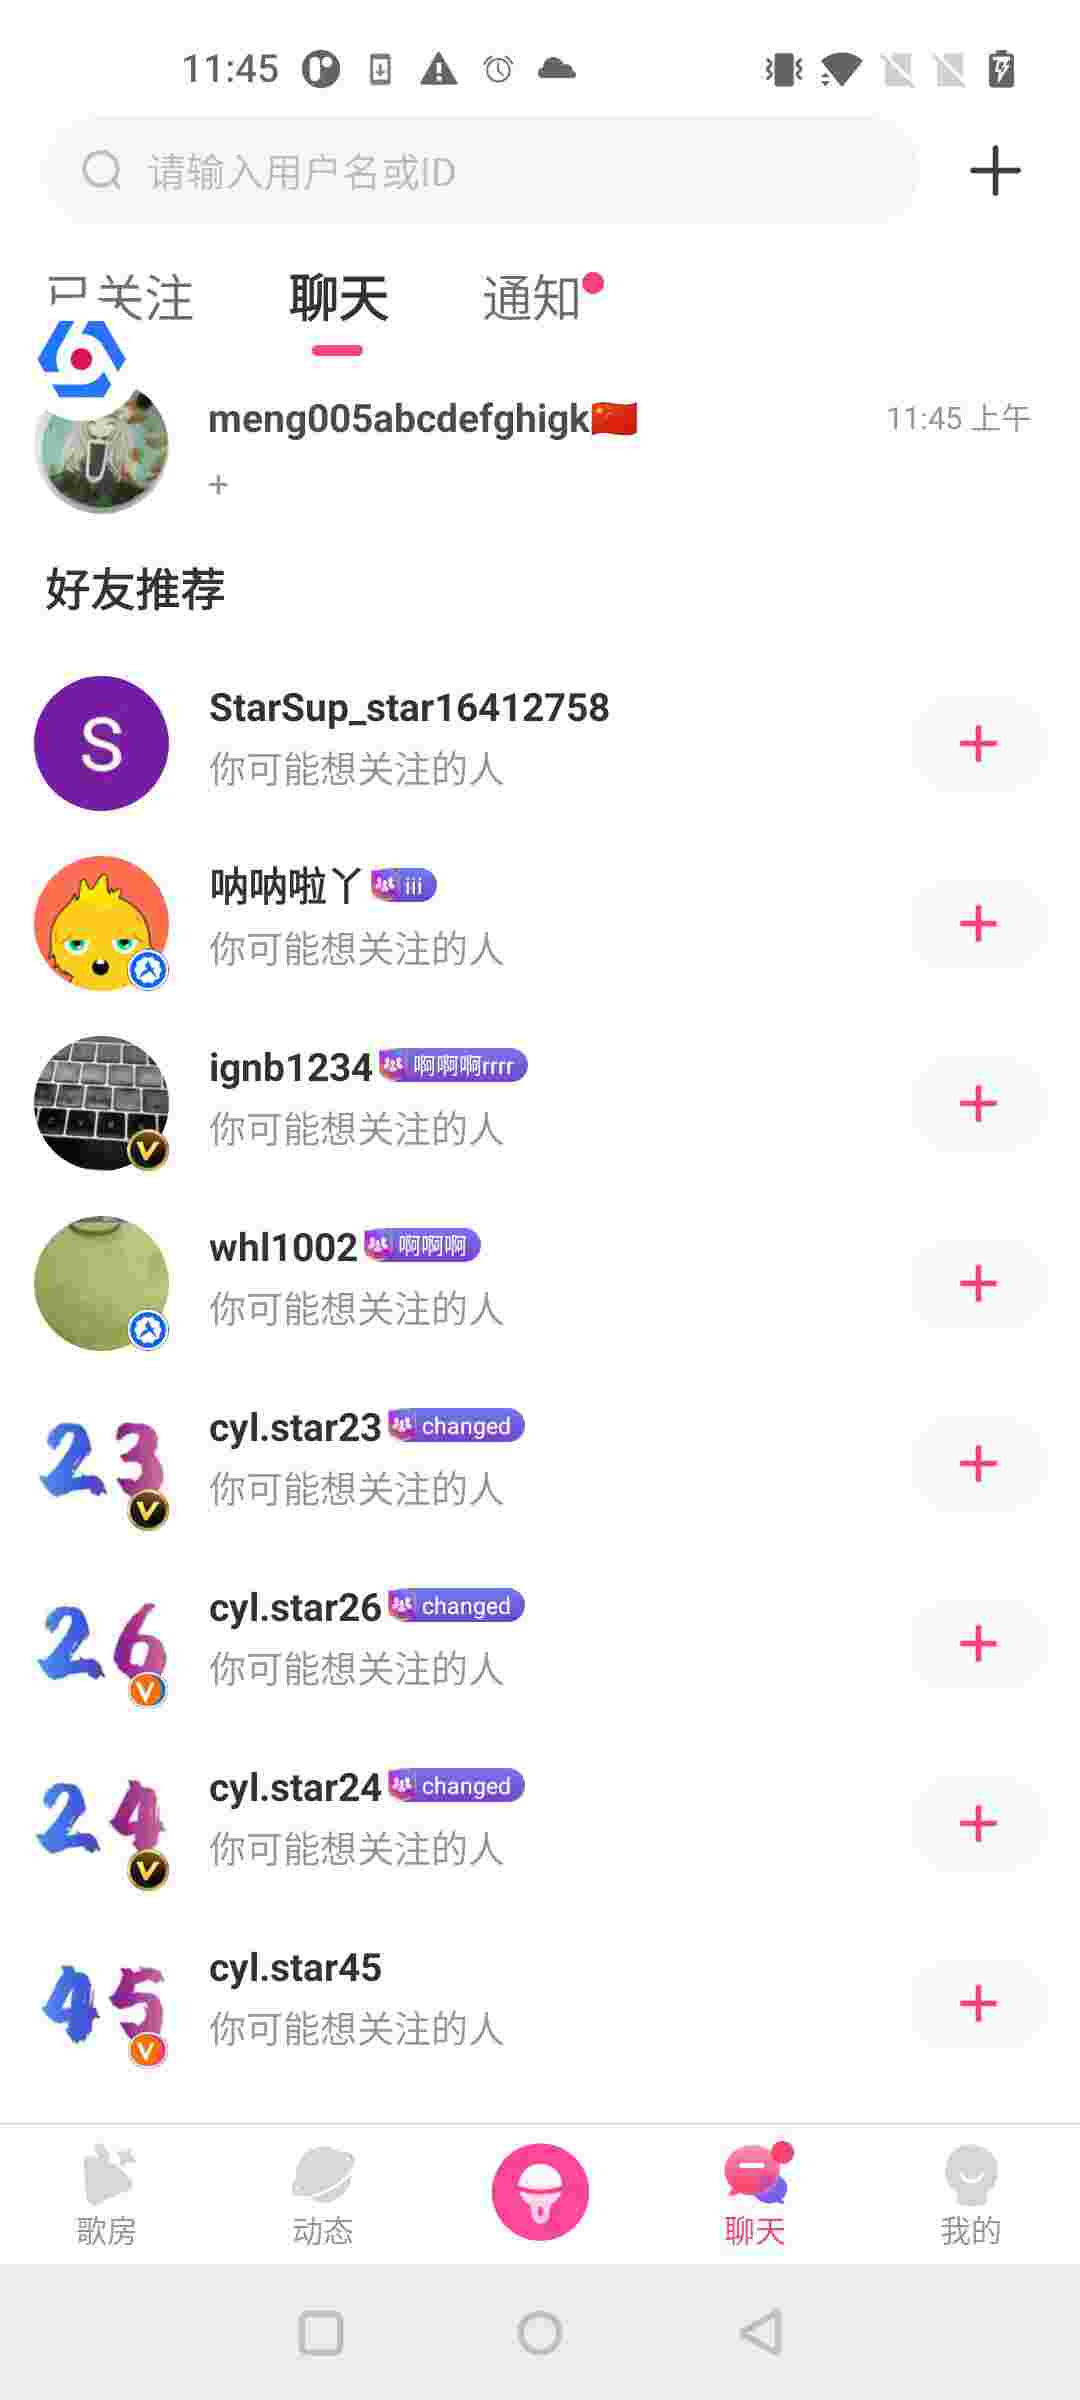 11:45
请输入用户名或ID
已关注 聊天 通知
meng005abcdefghigk🇨🇳 11:45 上午
+
好友推荐
S
StarSup_star16412758
你可能想关注的人
呐呐啦丫 iii
你可能想关注的人
ignb1234 啊啊啊rrrr
你可能想关注的人
whl1002 啊啊啊
你可能想关注的人
23
cyl.star23 changed
你可能想关注的人
26
cyl.star26 changed
你可能想关注的人
24
cyl.star24 changed
你可能想关注的人
45
cyl.star45
你可能想关注的人
歌房 动态 聊天 我的